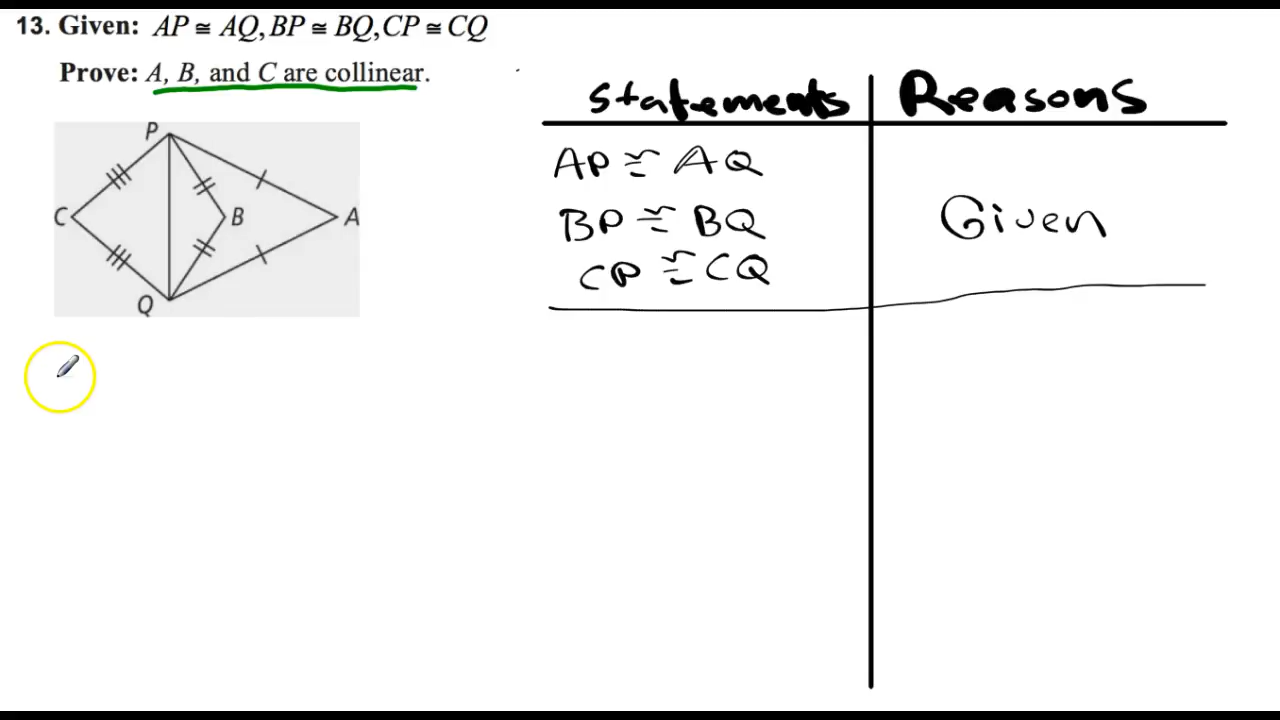 13. Given: AP ≅ AQ, BP ≅ BQ, CP ≅ CQ
Prove: A, B, and C are collinear.
Statements Reasons
AP ≅ AQ
BP ≅ BQ Given
CP ≅ CQ
P
C B A
Q